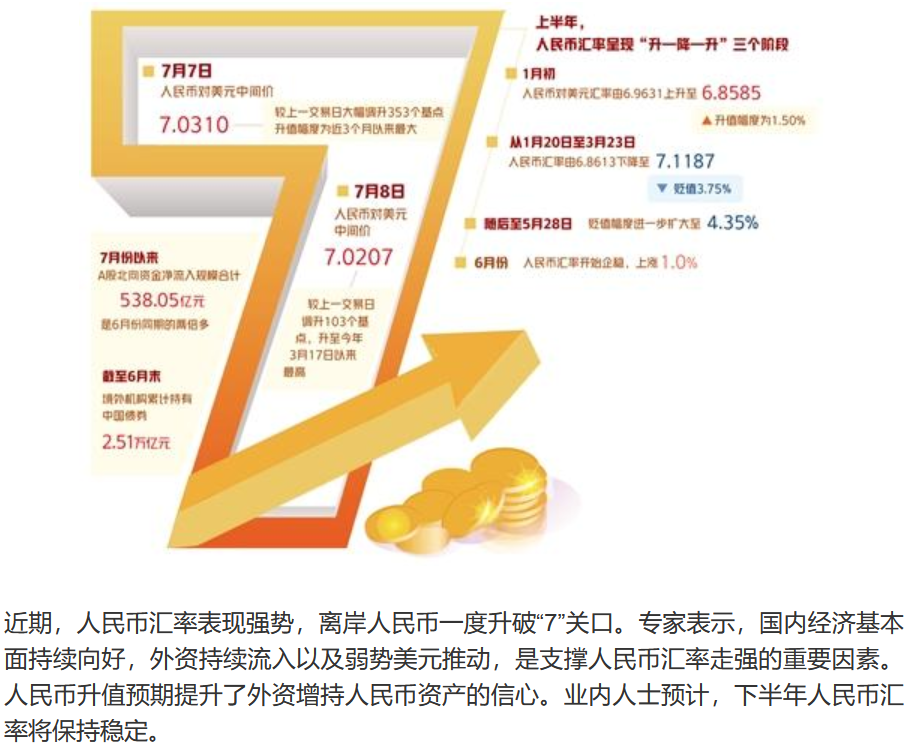 上半年，
人民币汇率呈现“升一降一升”三个阶段
1月初
人民币对美元汇率由6.9631上升至 6.8585
▲升值幅度为1.50%
从1月20日至3月23日
人民币汇率由6.8613下降至 7.1187
▼ 贬值3.75%
随后至5月28日 贬值幅度进一步扩大至 4.35%
6月份 人民币汇率开始企稳，上涨1.0%
7月7日
人民币对美元中间价
7.0310
较上一交易日大幅调升353个基点
升值幅度为近3个月以来最大
7月8日
人民币对美元
中间价
7.0207
较上一交易日
调升103个基
点，升至今年
3月17日以来
最高
7月份以来
A股北向资金净流入规模合计
538.05亿元
是6月份同期的两倍多
截至6月末
境外机构累计持有
中国债券
2.51万亿元
近期，人民币汇率表现强势，离岸人民币一度升破“7”关口。专家表示，国内经济基本
面持续向好，外资持续流入以及弱势美元推动，是支撑人民币汇率走强的重要因素。
人民币升值预期提升了外资增持人民币资产的信心。业内人士预计，下半年人民币汇
率将保持稳定。